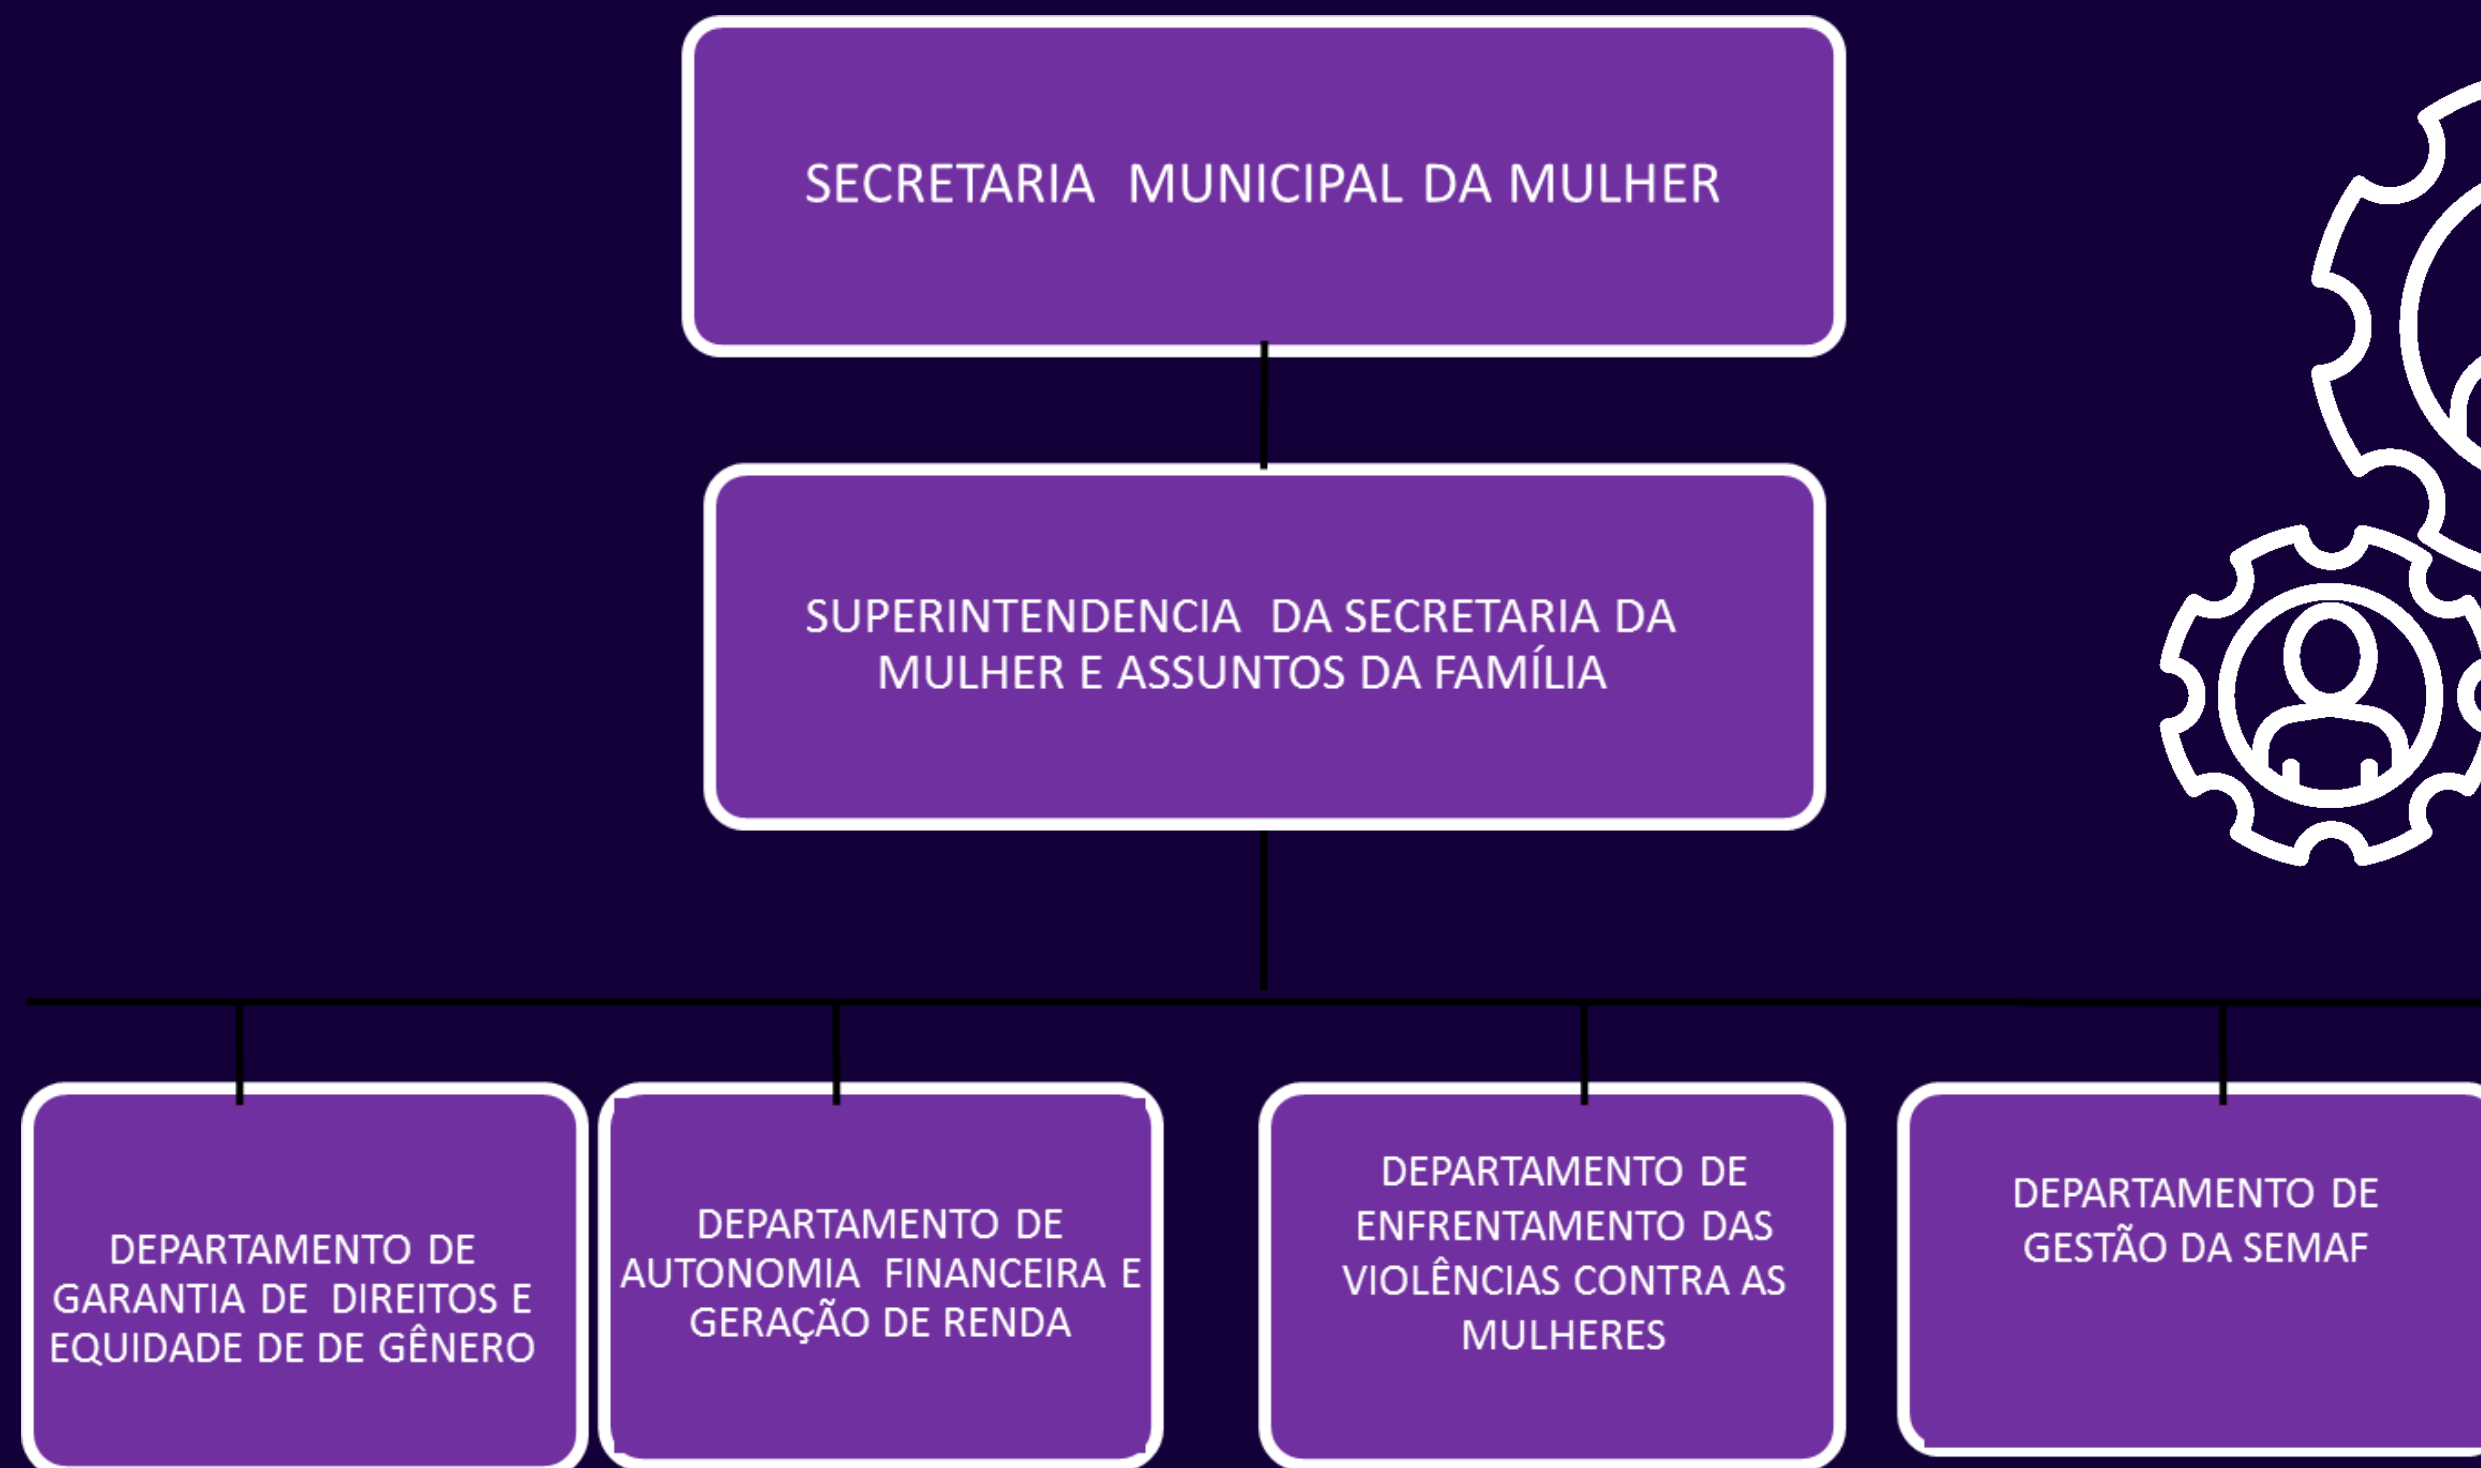 SECRETARIA MUNICIPAL DA MULHER
SUPERINTENDENCIA DA SECRETARIA DA
MULHER E ASSUNTOS DA FAMÍLIA
DEPARTAMENTO DE
GARANTIA DE DIREITOS E
EQUIDADE DE DE GÊNERO
DEPARTAMENTO DE
AUTONOMIA FINANCEIRA E
GERAÇÃO DE RENDA
DEPARTAMENTO DE
ENFRENTAMENTO DAS
VIOLÊNCIAS CONTRA AS
MULHERES
DEPARTAMENTO DE
GESTÃO DA SEMAF